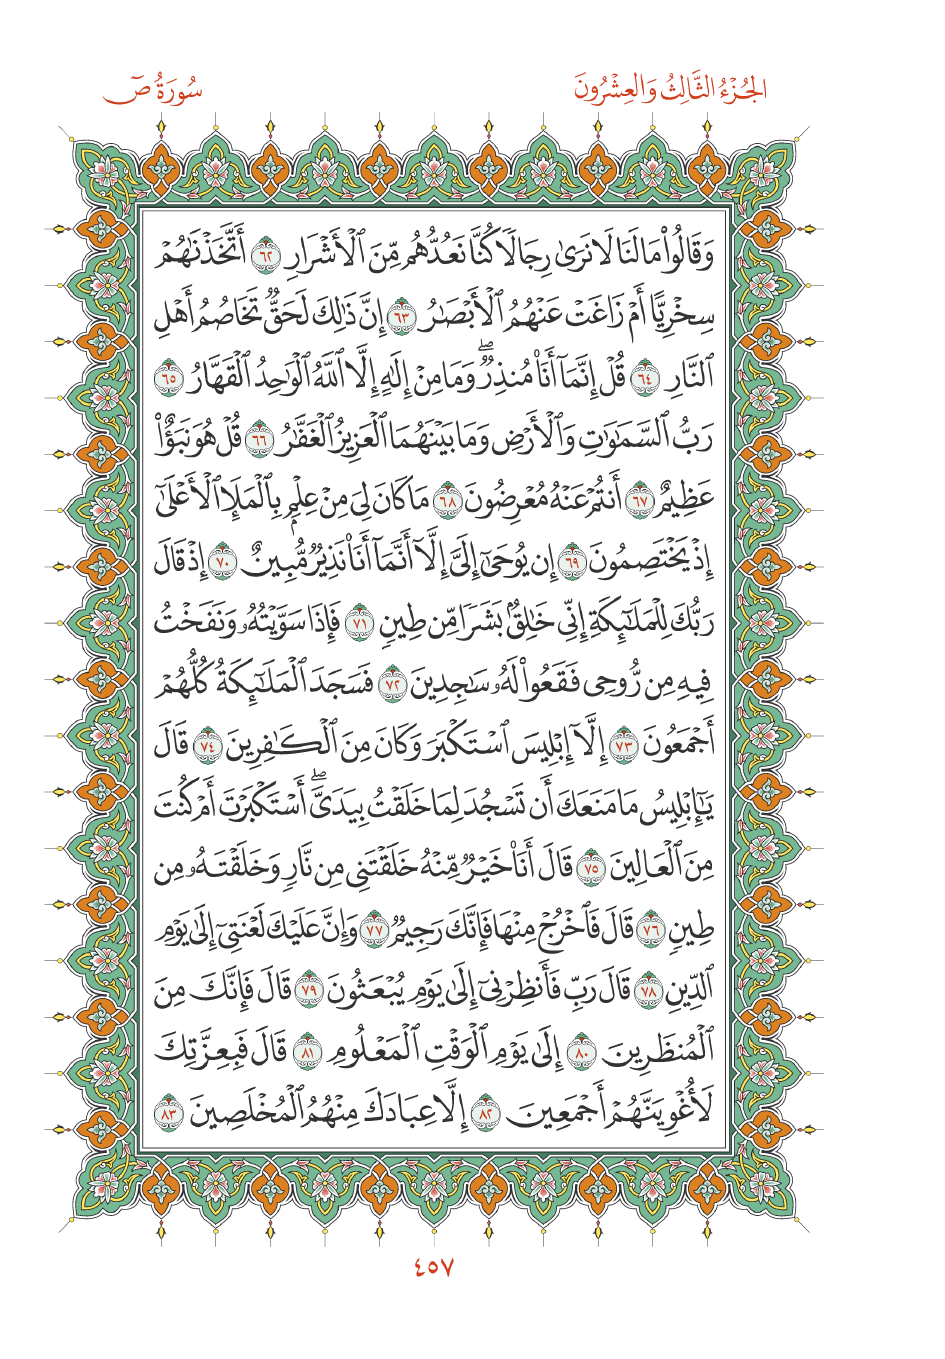 الجُزْءُ الثَّالِثُ وَالعِشْرُونَ
سُورَةُ صٓ
وَقَالُوا۟ مَا لَنَا لَا نَرَىٰ رِجَالًا كُنَّا نَعُدُّهُم مِّنَ ٱلْأَشْرَارِ ٦٢ أَتَّخَذْنَٰهُمْ
سِخْرِيًّا أَمْ زَاغَتْ عَنْهُمُ ٱلْأَبْصَٰرُ ٦٣ إِنَّ ذَٰلِكَ لَحَقٌّ تَخَاصُمُ أَهْلِ
ٱلنَّارِ ٦٤ قُلْ إِنَّمَآ أَنَا۠ مُنذِرٌ ۖ وَمَا مِنْ إِلَٰهٍ إِلَّا ٱللَّهُ ٱلْوَٰحِدُ ٱلْقَهَّارُ ٦٥
رَبُّ ٱلسَّمَٰوَٰتِ وَٱلْأَرْضِ وَمَا بَيْنَهُمَا ٱلْعَزِيزُ ٱلْغَفَّٰرُ ٦٦ قُلْ هُوَ نَبَؤٌا۟
عَظِيمٌ ٦٧ أَنتُمْ عَنْهُ مُعْرِضُونَ ٦٨ مَا كَانَ لِىَ مِنْ عِلْمٍۭ بِٱلْمَلَإِ ٱلْأَعْلَىٰٓ
إِذْ يَخْتَصِمُونَ ٦٩ إِن يُوحَىٰٓ إِلَىَّ إِلَّآ أَنَّمَآ أَنَا۠ نَذِيرٌ مُّبِينٌ ٧٠ إِذْ قَالَ
رَبُّكَ لِلْمَلَٰٓئِكَةِ إِنِّى خَٰلِقٌۢ بَشَرًا مِّن طِينٍ ٧١ فَإِذَا سَوَّيْتُهُۥ وَنَفَخْتُ
فِيهِ مِن رُّوحِى فَقَعُوا۟ لَهُۥ سَٰجِدِينَ ٧٢ فَسَجَدَ ٱلْمَلَٰٓئِكَةُ كُلُّهُمْ
أَجْمَعُونَ ٧٣ إِلَّآ إِبْلِيسَ ٱسْتَكْبَرَ وَكَانَ مِنَ ٱلْكَٰفِرِينَ ٧٤ قَالَ
يَٰٓإِبْلِيسُ مَا مَنَعَكَ أَن تَسْجُدَ لِمَا خَلَقْتُ بِيَدَىَّ ۖ أَسْتَكْبَرْتَ أَمْ كُنتَ
مِنَ ٱلْعَالِينَ ٧٥ قَالَ أَنَا۠ خَيْرٌ مِّنْهُ خَلَقْتَنِى مِن نَّارٍ وَخَلَقْتَهُۥ مِن
طِينٍ ٧٦ قَالَ فَٱخْرُجْ مِنْهَا فَإِنَّكَ رَجِيمٌ ٧٧ وَإِنَّ عَلَيْكَ لَعْنَتِىٓ إِلَىٰ يَوْمِ
ٱلدِّينِ ٧٨ قَالَ رَبِّ فَأَنظِرْنِىٓ إِلَىٰ يَوْمِ يُبْعَثُونَ ٧٩ قَالَ فَإِنَّكَ مِنَ
ٱلْمُنظَرِينَ ٨٠ إِلَىٰ يَوْمِ ٱلْوَقْتِ ٱلْمَعْلُومِ ٨١ قَالَ فَبِعِزَّتِكَ
لَأُغْوِيَنَّهُمْ أَجْمَعِينَ ٨٢ إِلَّا عِبَادَكَ مِنْهُمُ ٱلْمُخْلَصِينَ ٨٣
٤٥٧